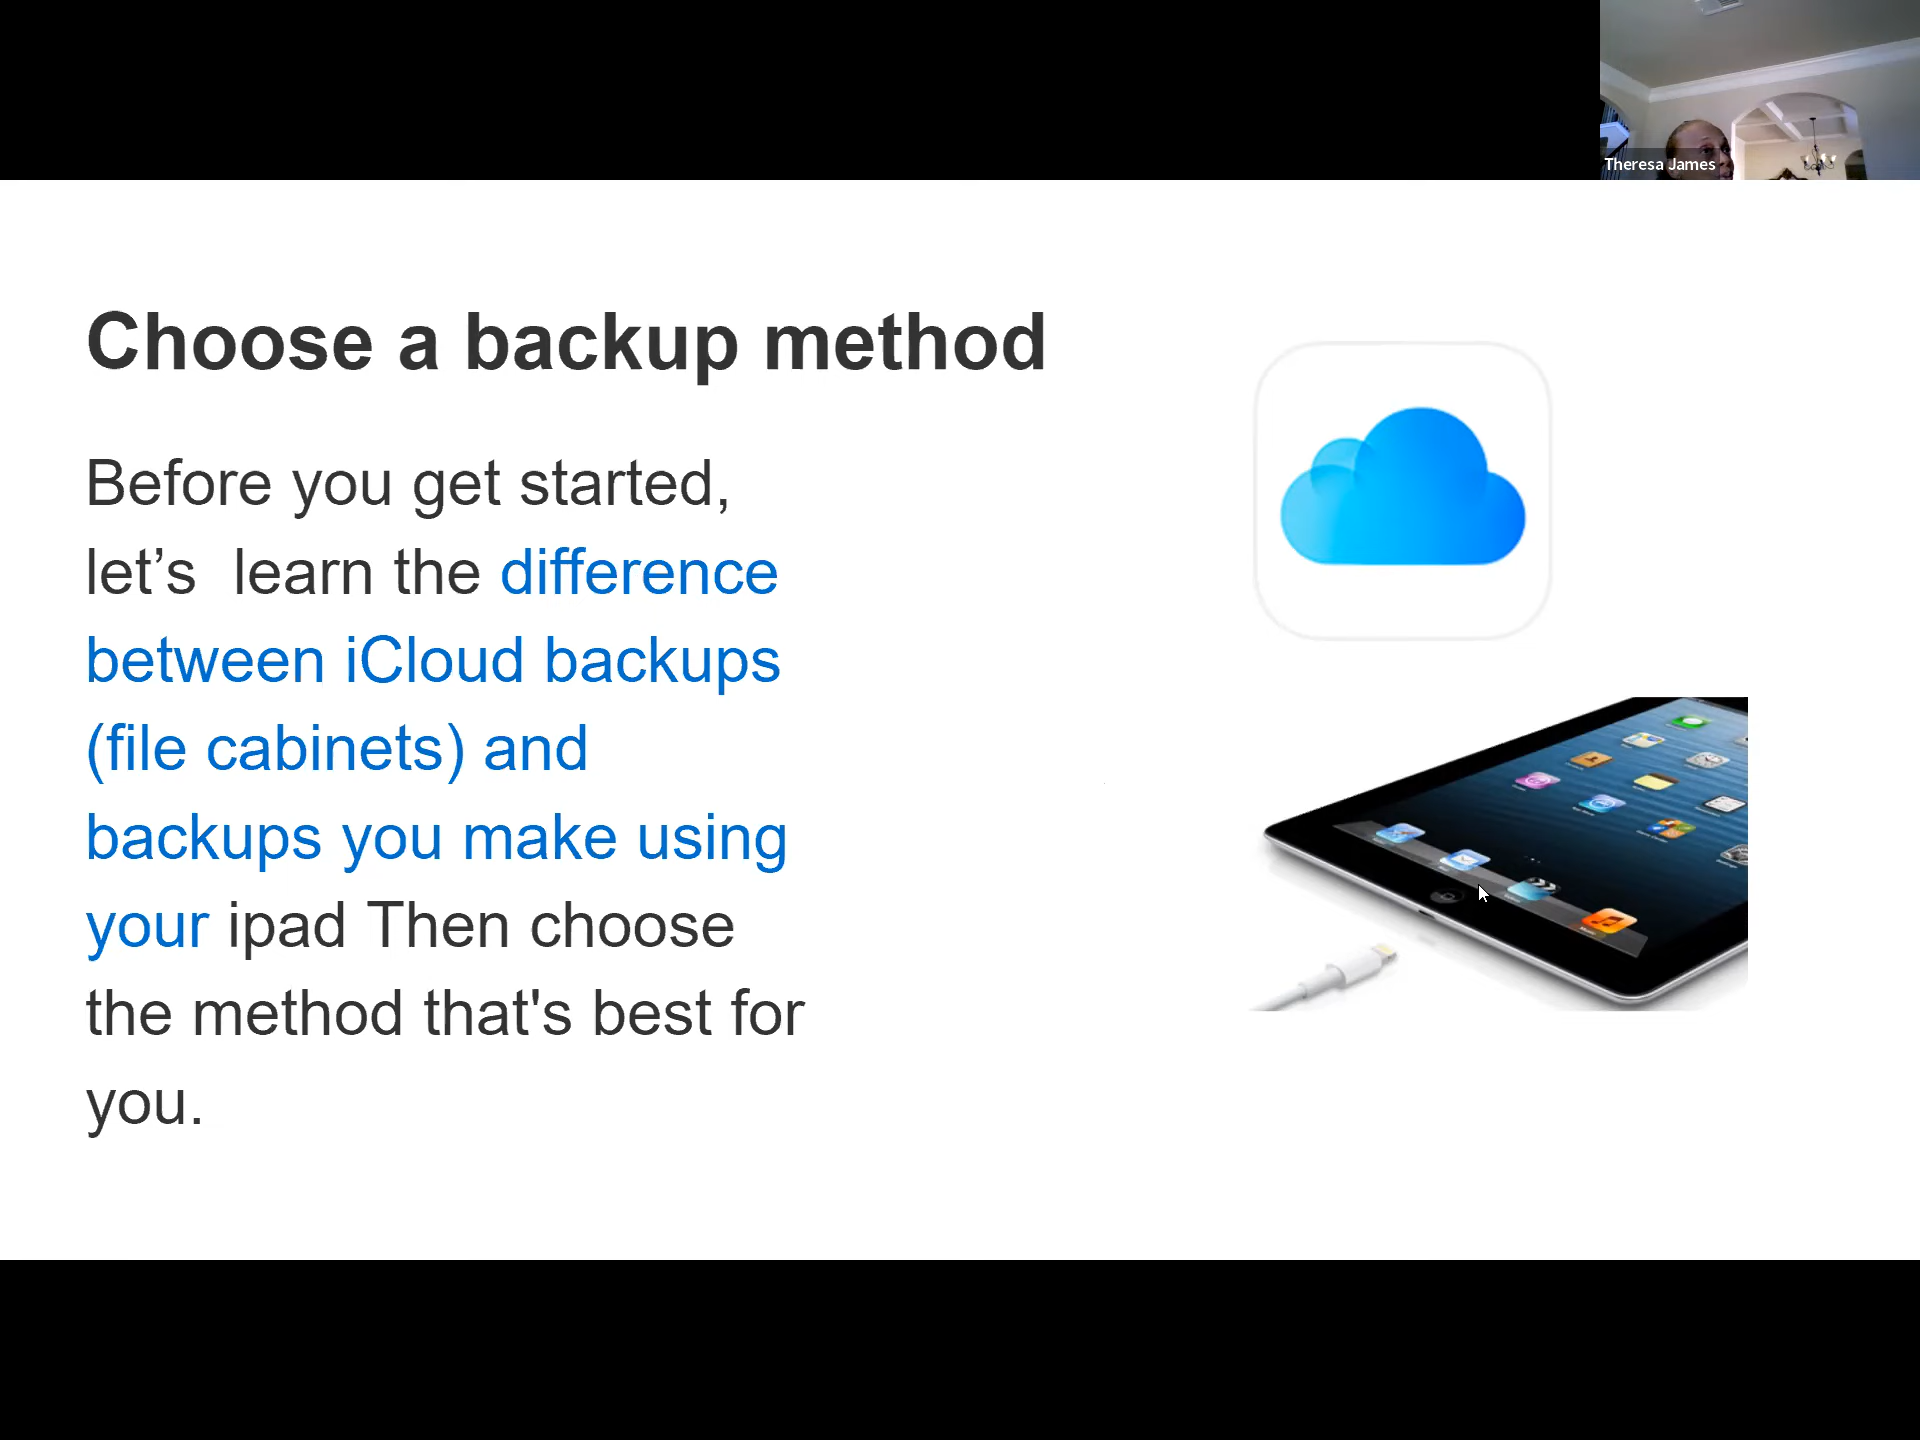 Theresa James
Choose a backup method
Before you get started,
let’s  learn the difference
between iCloud backups
(file cabinets) and
backups you make using
your ipad Then choose
the method that's best for
you.